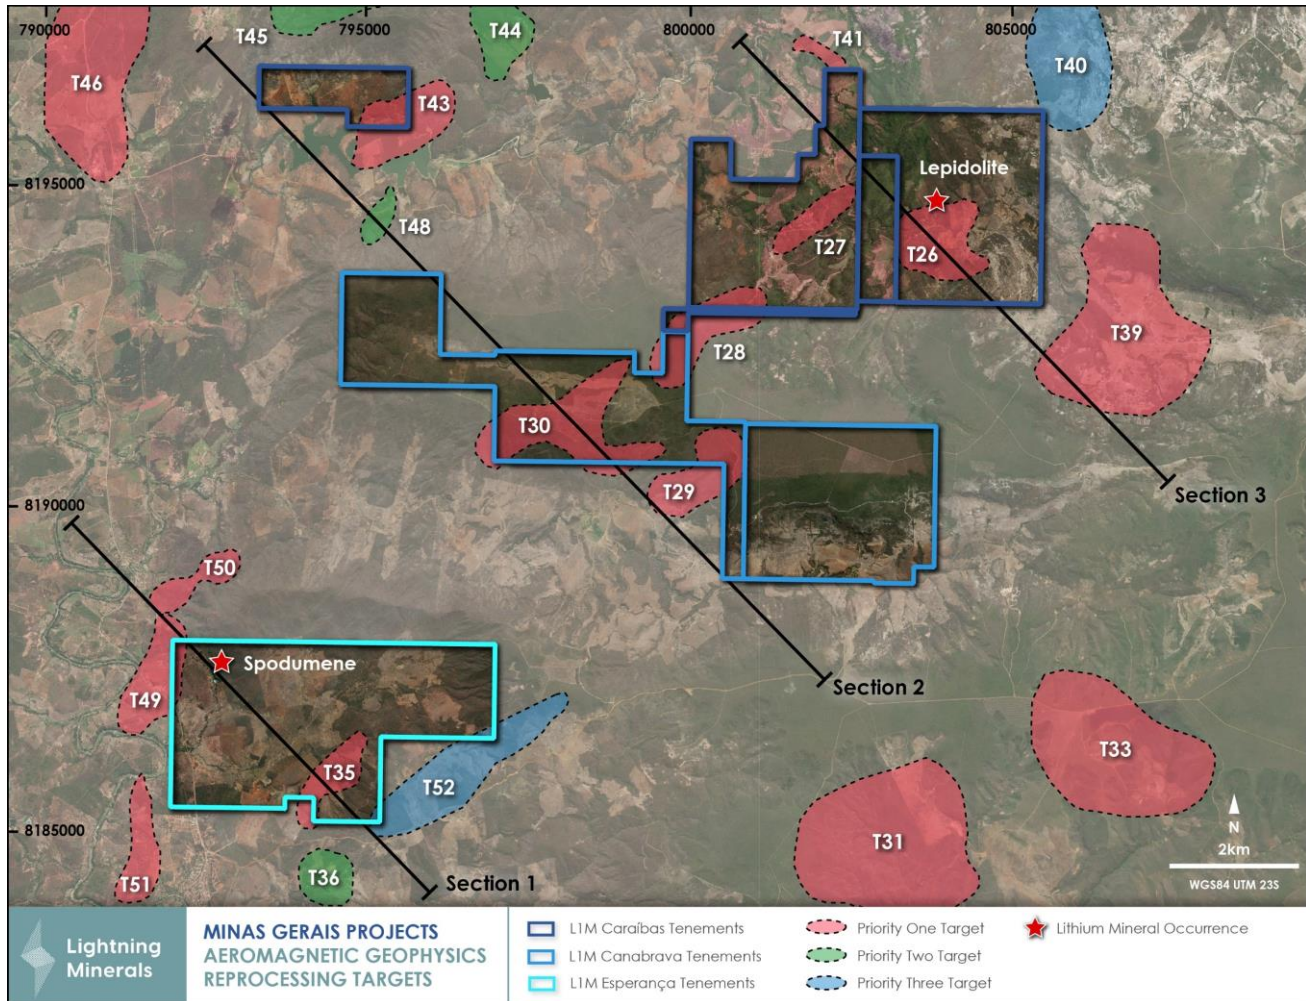 790000
795000
800000
805000
T45
T44
T41
T46
T40
T43
8195000
Lepidolite
T48
T27
T26
T28
T39
T30
T29
8190000
Section 3
T50
Spodumene
T49
Section 2
T35
T52
T33
8185000
T31
N
2km
WGS84 UTM 23S
T51
T36
Section 1
Lightning
Minerals
MINAS GERAIS PROJECTS
AEROMAGNETIC GEOPHYSICS
REPROCESSING TARGETS
L1M Caraíbas Tenements
L1M Canabrava Tenements
L1M Esperança Tenements
Priority One Target
Priority Two Target
Priority Three Target
Lithium Mineral Occurrence